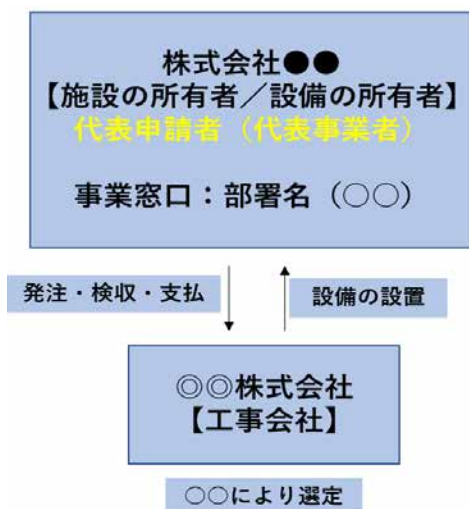 株式会社●●
【施設の所有者／設備の所有者】
代表申請者（代表事業者）
事業窓口：部署名（○○）
発注・検収・支払
設備の設置
◎◎株式会社
【工事会社】
○○により選定